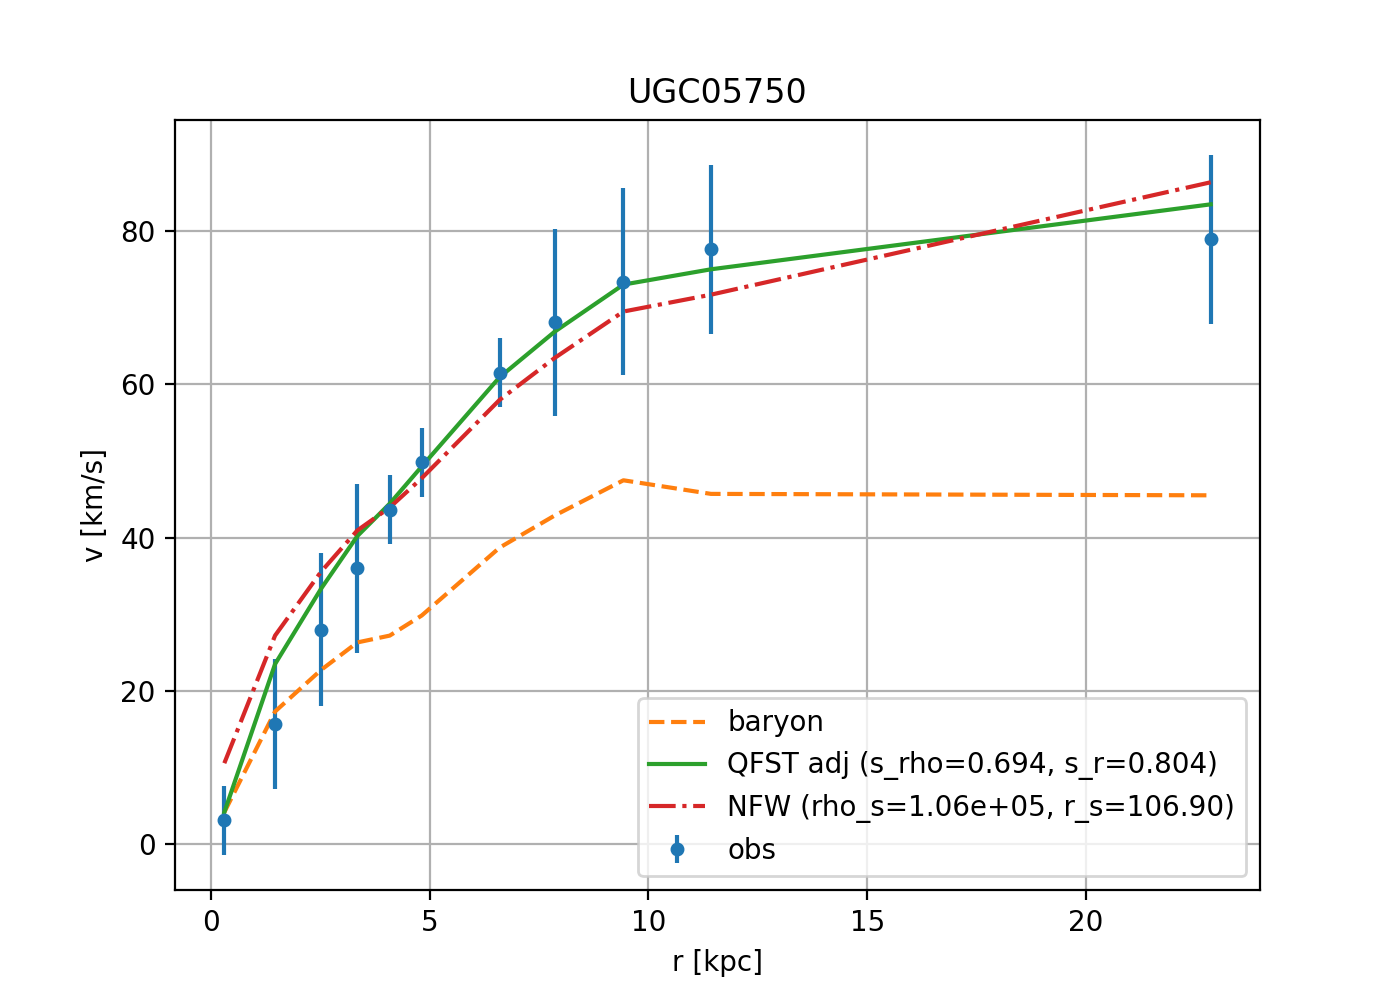 UGC05750
80
60
40
20
0
v [km/s]
baryon
QFST adj (s_rho=0.694, s_r=0.804)
NFW (rho_s=1.06e+05, r_s=106.90)
obs
0 5 10 15 20
r [kpc]